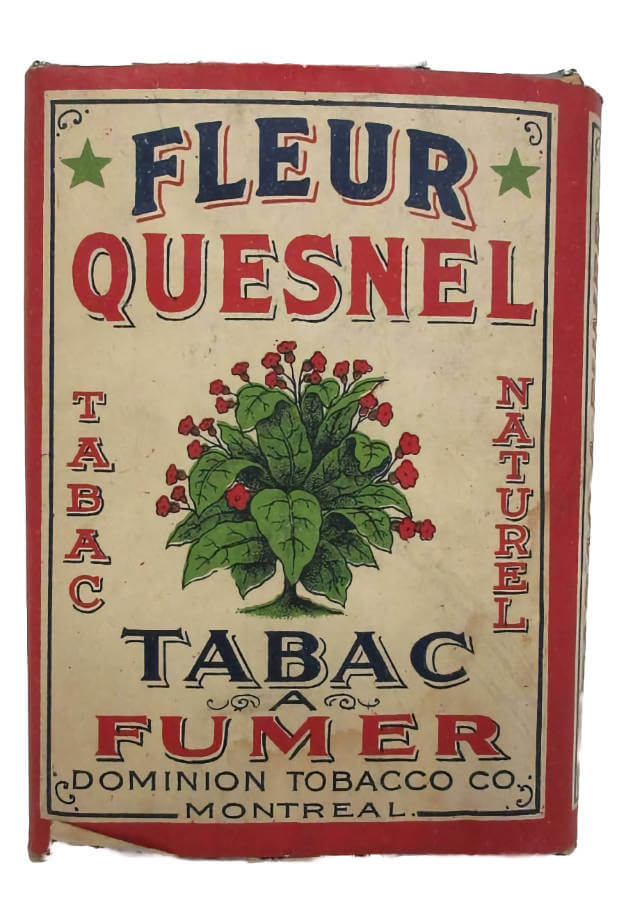 FLEUR
QUESNEL
TABAC
NATUREL
TABAC
A
FUMER
DOMINION TOBACCO CO.
MONTREAL.